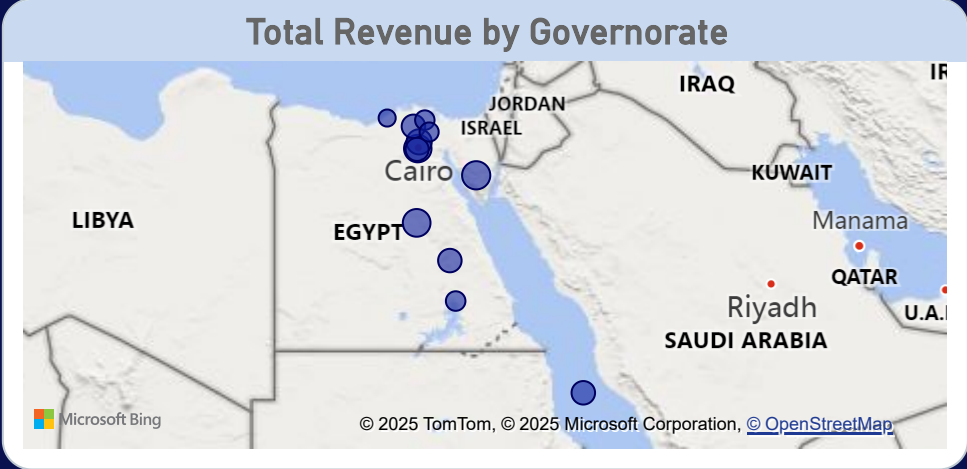 Total Revenue by Governorate
IRAQ
JORDAN
ISRAEL
Cairo
KUWAIT
LIBYA
EGYPT
Manama
QATAR
Riyadh
SAUDI ARABIA
Microsoft Bing
© 2025 TomTom, © 2025 Microsoft Corporation, © OpenStreetMap